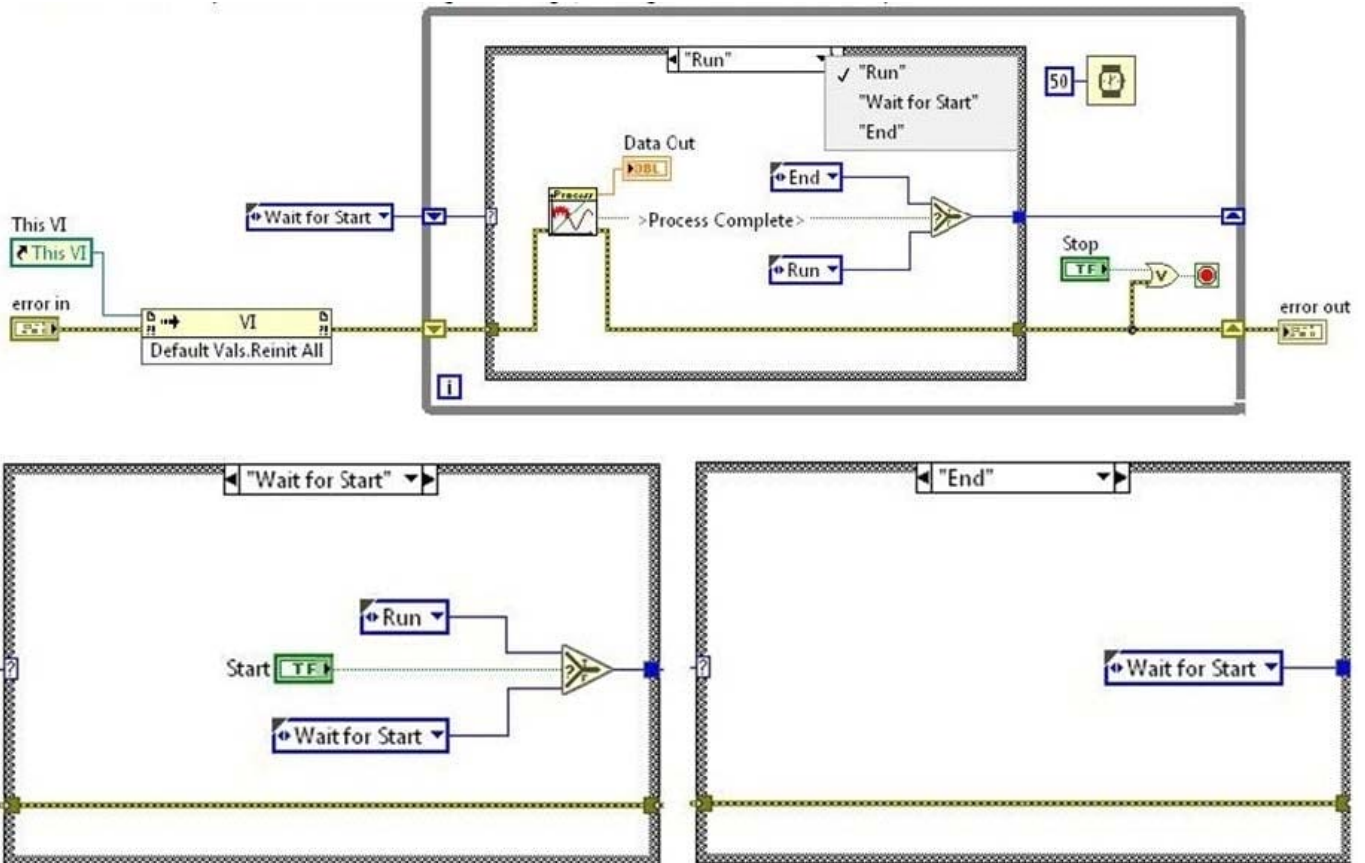 "Run"
"Run"
"Wait for Start"
"End"
50
Data Out
DBL
End
Process
Wait for Start
>Process Complete>
This VI
This VI
Run
Stop
TF
error in
VI
Default Vals.Reinit All
error out
i
"Wait for Start"
"End"
Run
Start
TF
?
Wait for Start
Wait for Start